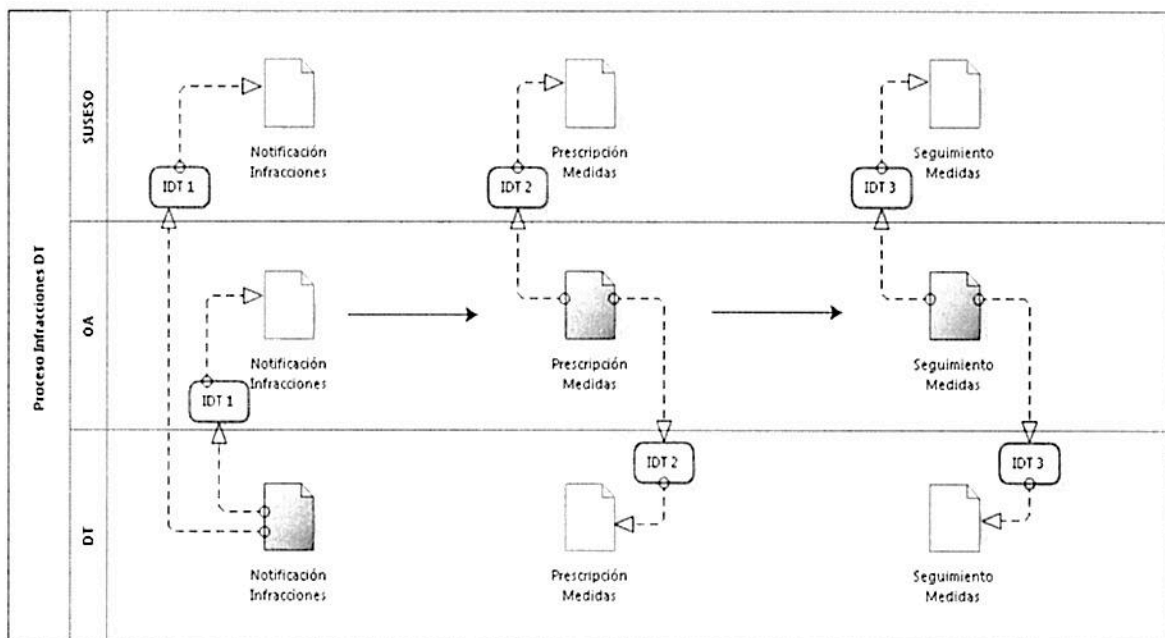 Proceso Infracciones DT
SUSESO
Notificación
Infracciones
Prescripción
Medidas
Seguimiento
Medidas
IDT 1
IDT 2
IDT 3
OA
Notificación
Infracciones
Prescripción
Medidas
Seguimiento
Medidas
IDT 1
DT
IDT 2
IDT 3
Notificación
Infracciones
Prescripción
Medidas
Seguimiento
Medidas